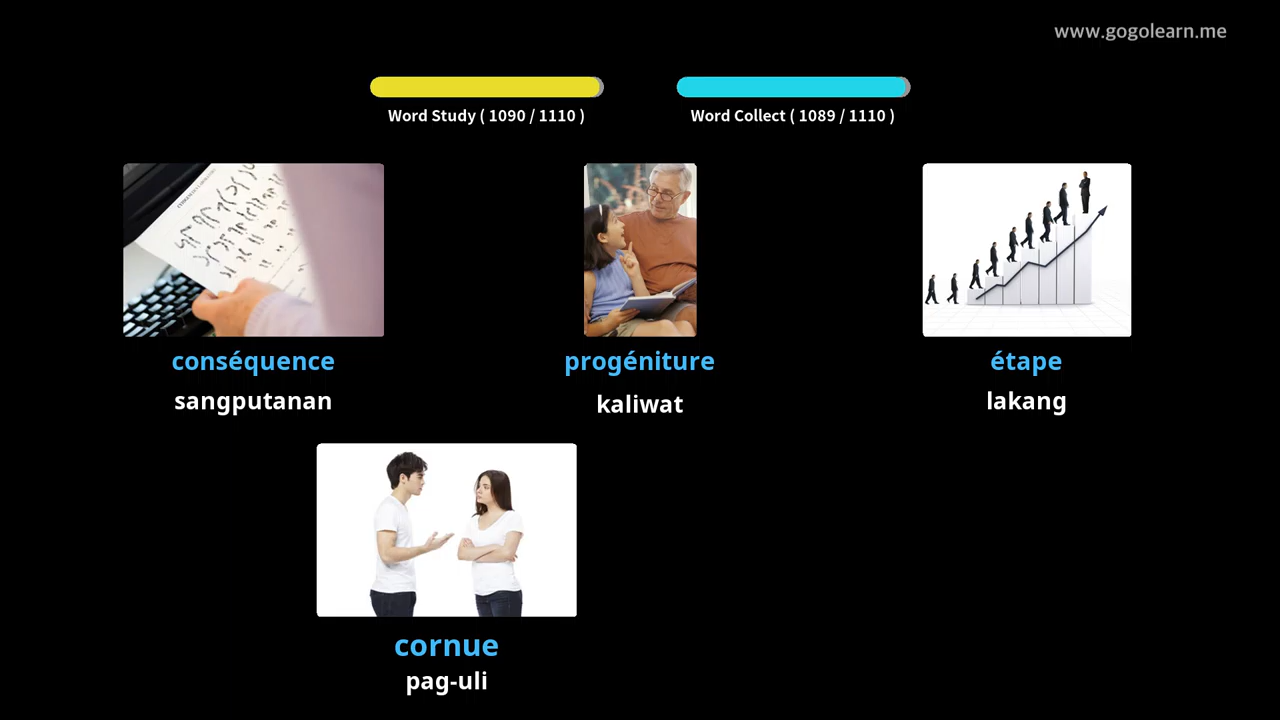 www.gogolearn.me
Word Study ( 1090 / 1110 )
Word Collect ( 1089 / 1110 )
conséquence
sangputanan
progéniture
kaliwat
étape
lakang
cornue
pag-uli